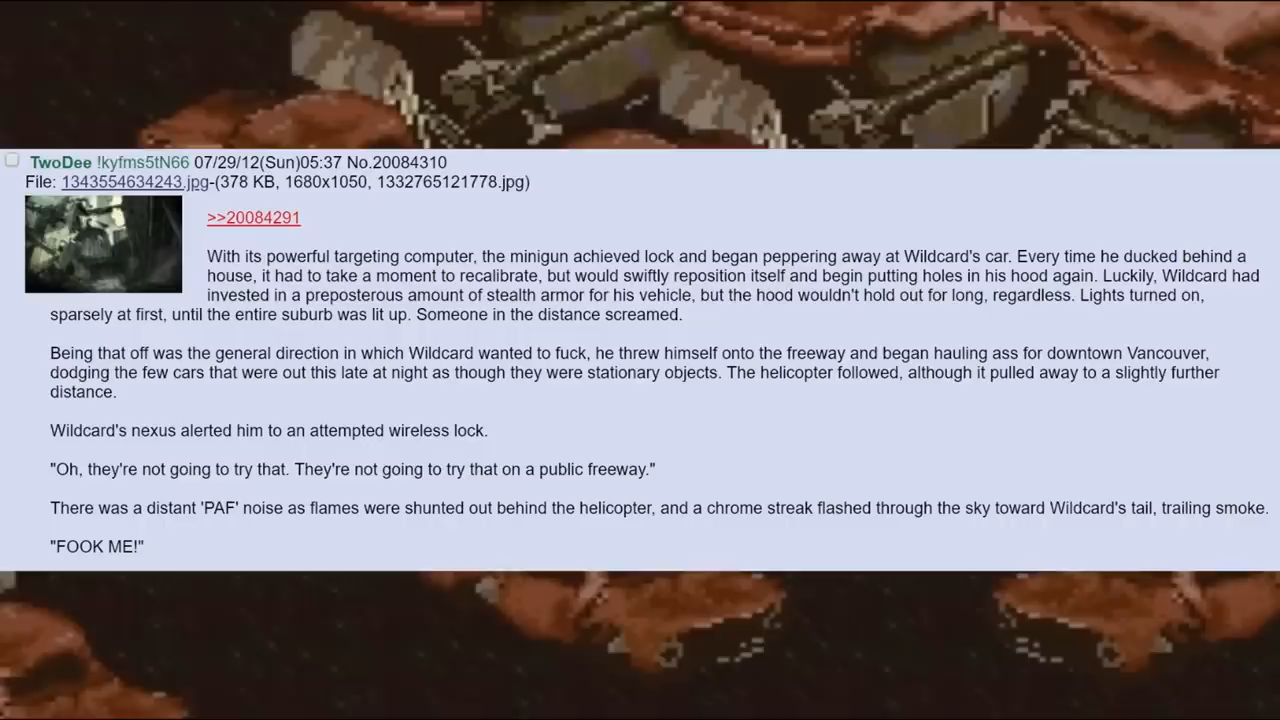 TwoDee !kyfms5tN66 07/29/12(Sun)05:37 No.20084310
File: 1343554634243.jpg-(378 KB, 1680x1050, 1332765121778.jpg)
>>20084291
With its powerful targeting computer, the minigun achieved lock and began peppering away at Wildcard's car. Every time he ducked behind a
house, it had to take a moment to recalibrate, but would swiftly reposition itself and begin putting holes in his hood again. Luckily, Wildcard had
invested in a preposterous amount of stealth armor for his vehicle, but the hood wouldn't hold out for long, regardless. Lights turned on,
sparsely at first, until the entire suburb was lit up. Someone in the distance screamed.
Being that off was the general direction in which Wildcard wanted to fuck, he threw himself onto the freeway and began hauling ass for downtown Vancouver,
dodging the few cars that were out this late at night as though they were stationary objects. The helicopter followed, although it pulled away to a slightly further
distance.
Wildcard's nexus alerted him to an attempted wireless lock.
"Oh, they're not going to try that. They're not going to try that on a public freeway."
There was a distant 'PAF' noise as flames were shunted out behind the helicopter, and a chrome streak flashed through the sky toward Wildcard's tail, trailing smoke.
"FOOK ME!"